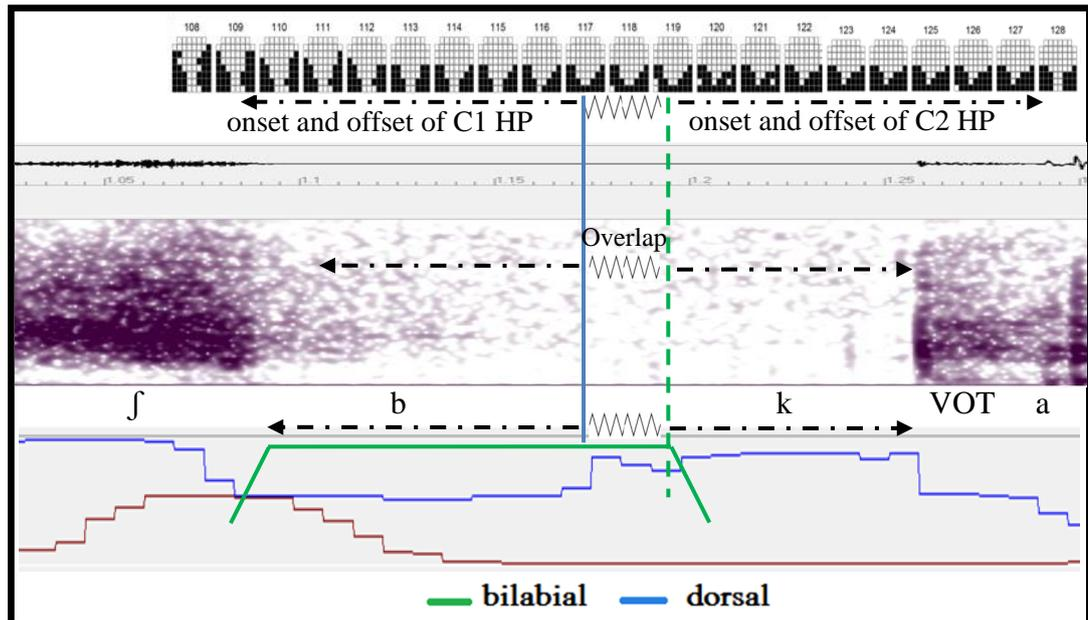 108 109 110 111 112 113 114 115 116 117 118 119 120 121 122 123 124 125 126 127 128
onset and offset of C1 HP onset and offset of C2 HP
1.05 1.1 1.15 1.2 1.25
Overlap
ʃ b k VOT a
bilabial dorsal